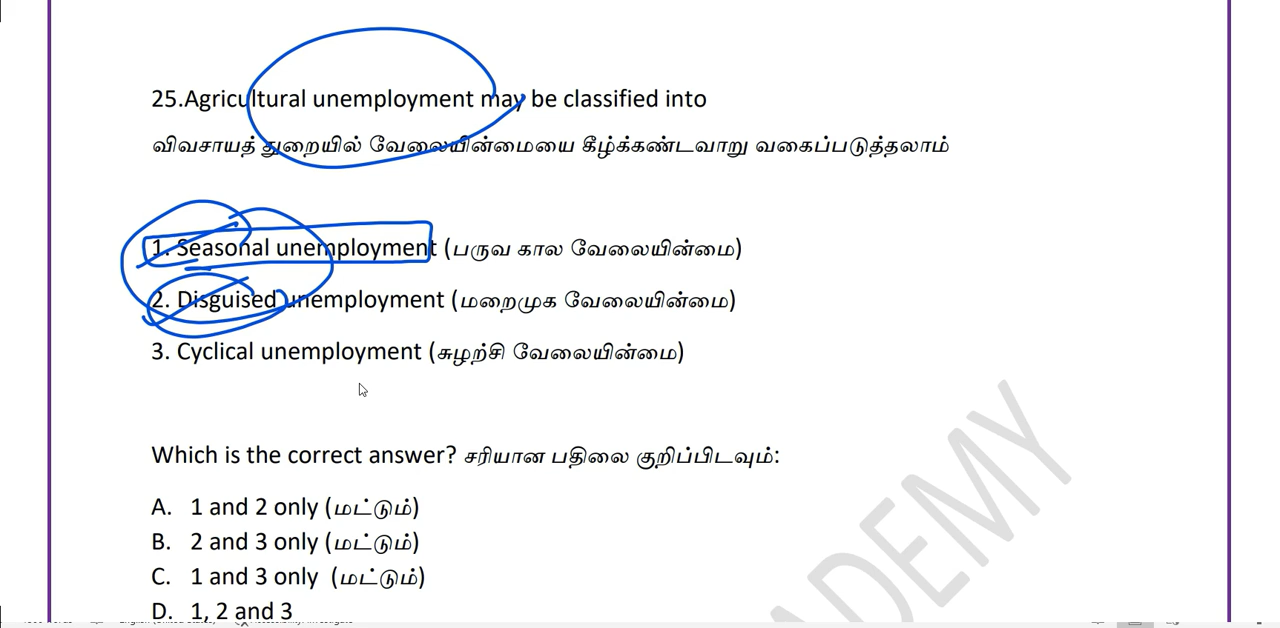 25.Agricultural unemployment may be classified into
விவசாயத் துறையில் வேலையின்மையை கீழ்க்கண்டவாறு வகைப்படுத்தலாம்
1. Seasonal unemployment (பருவ கால வேலையின்மை)
2. Disguised unemployment (மறைமுக வேலையின்மை)
3. Cyclical unemployment (சுழற்சி வேலையின்மை)
Which is the correct answer? சரியான பதிலை குறிப்பிடவும்:
A. 1 and 2 only (மட்டும்)
B. 2 and 3 only (மட்டும்)
C. 1 and 3 only (மட்டும்)
D. 1, 2 and 3